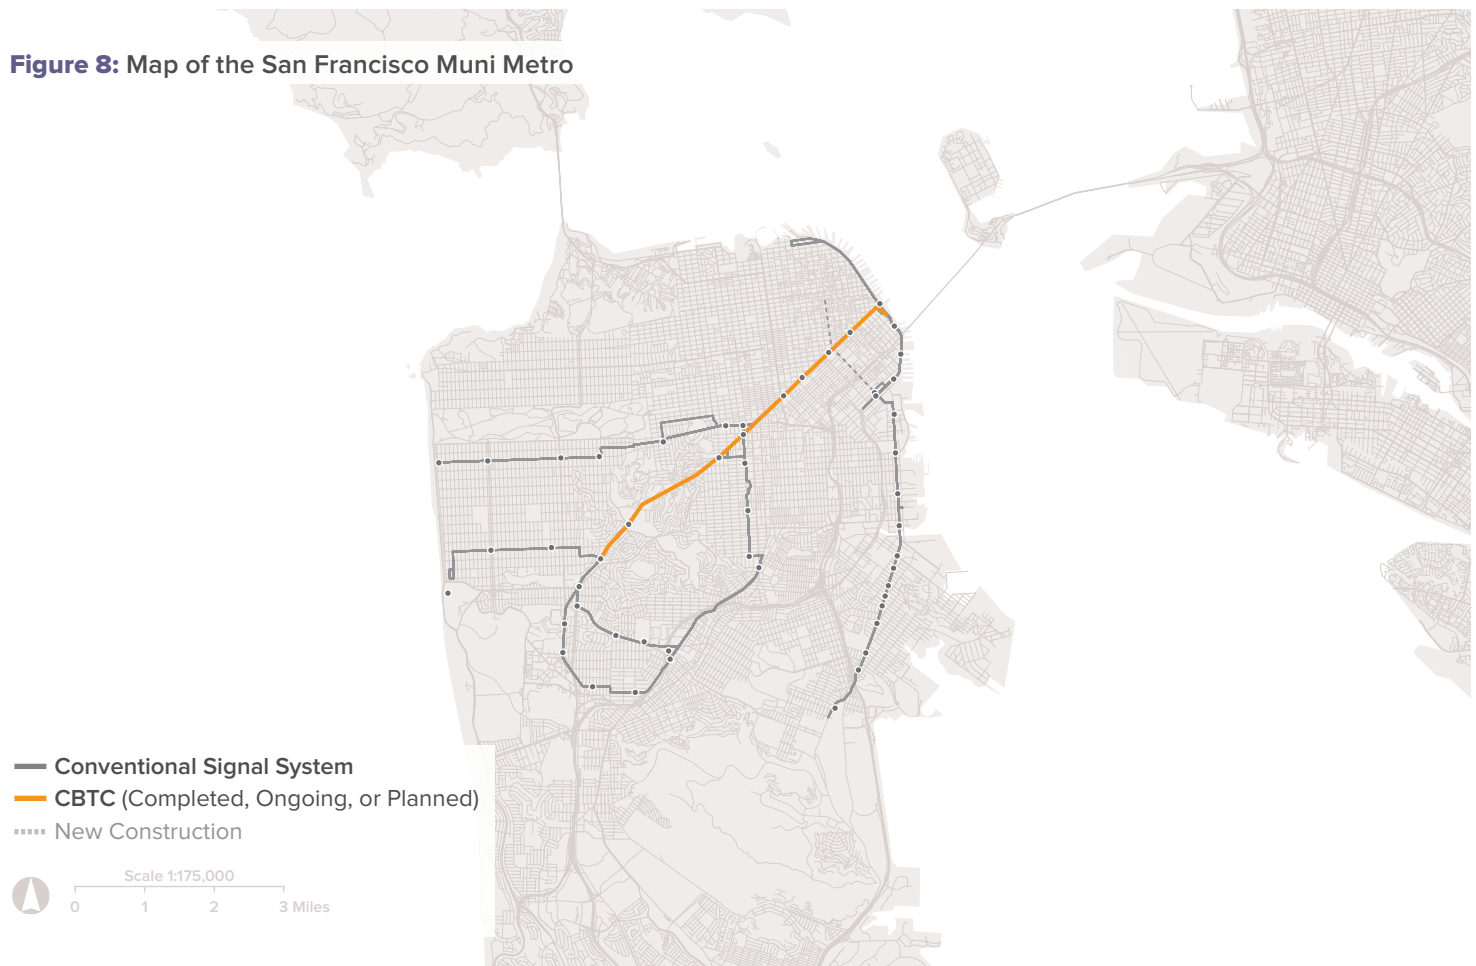 Figure 8: Map of the San Francisco Muni Metro
Conventional Signal System
CBTC (Completed, Ongoing, or Planned)
New Construction
Scale 1:175,000
0 1 2 3 Miles